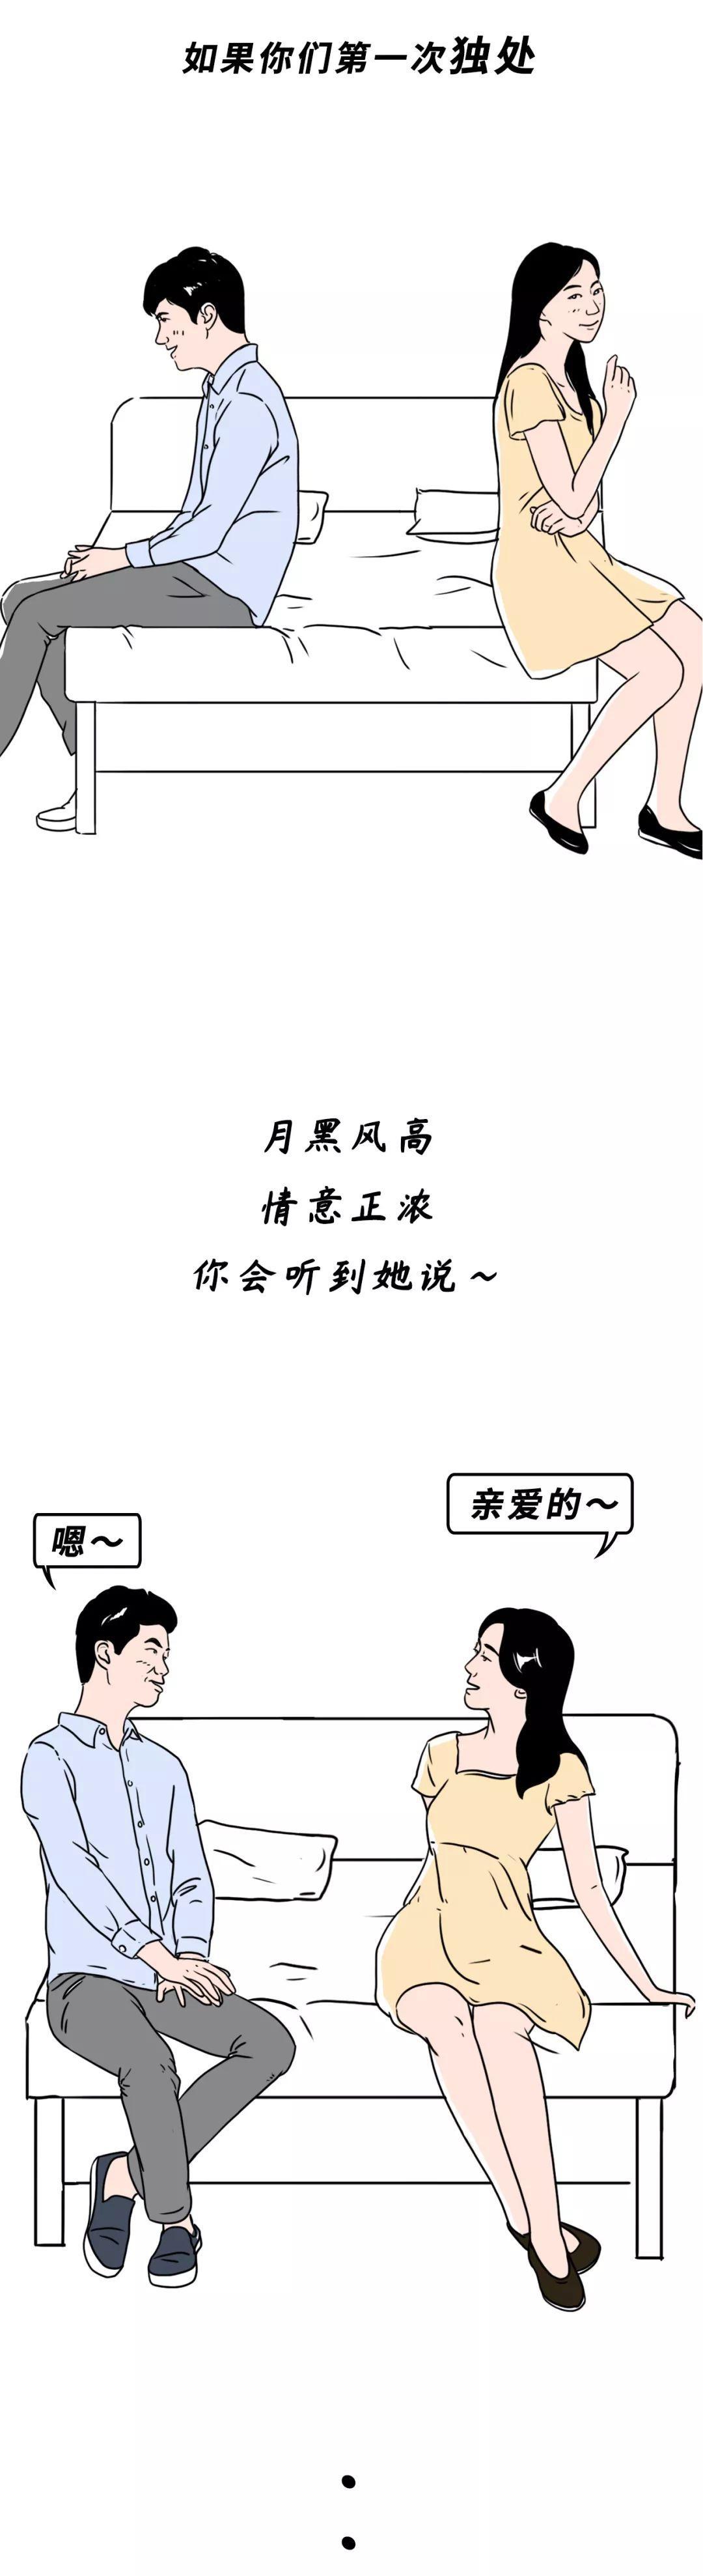 如果你们第一次独处
月黑风高
情意正浓
你会听到她说~
亲爱的~
嗯~